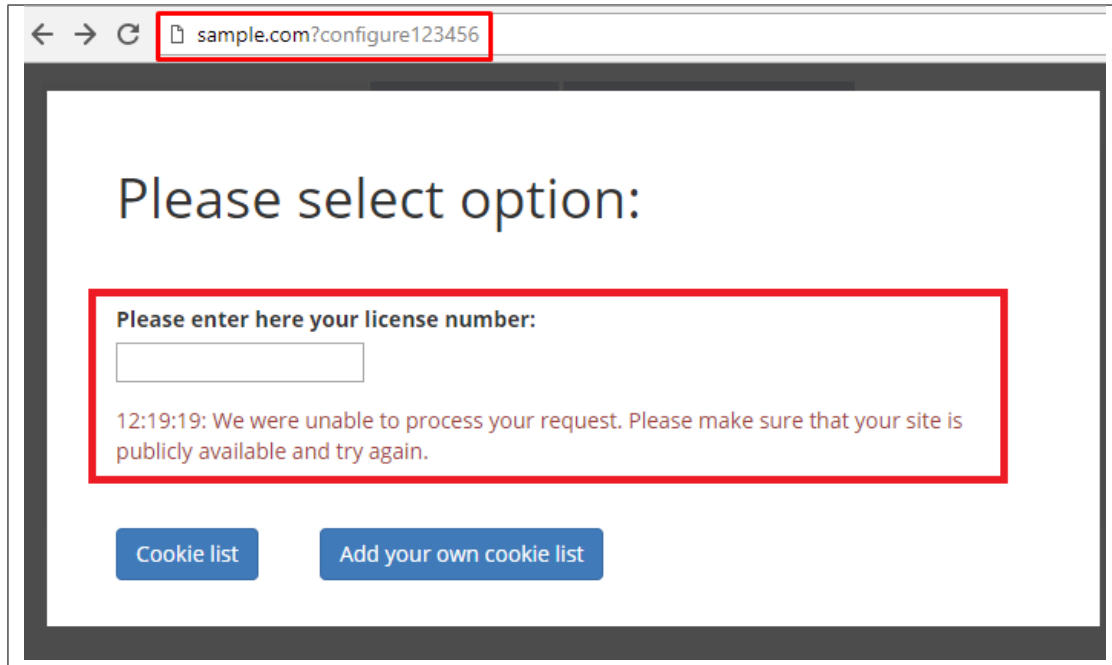 sample.com?configure123456
Please select option:
Please enter here your license number:
12:19:19: We were unable to process your request. Please make sure that your site is
publicly available and try again.
Cookie list
Add your own cookie list